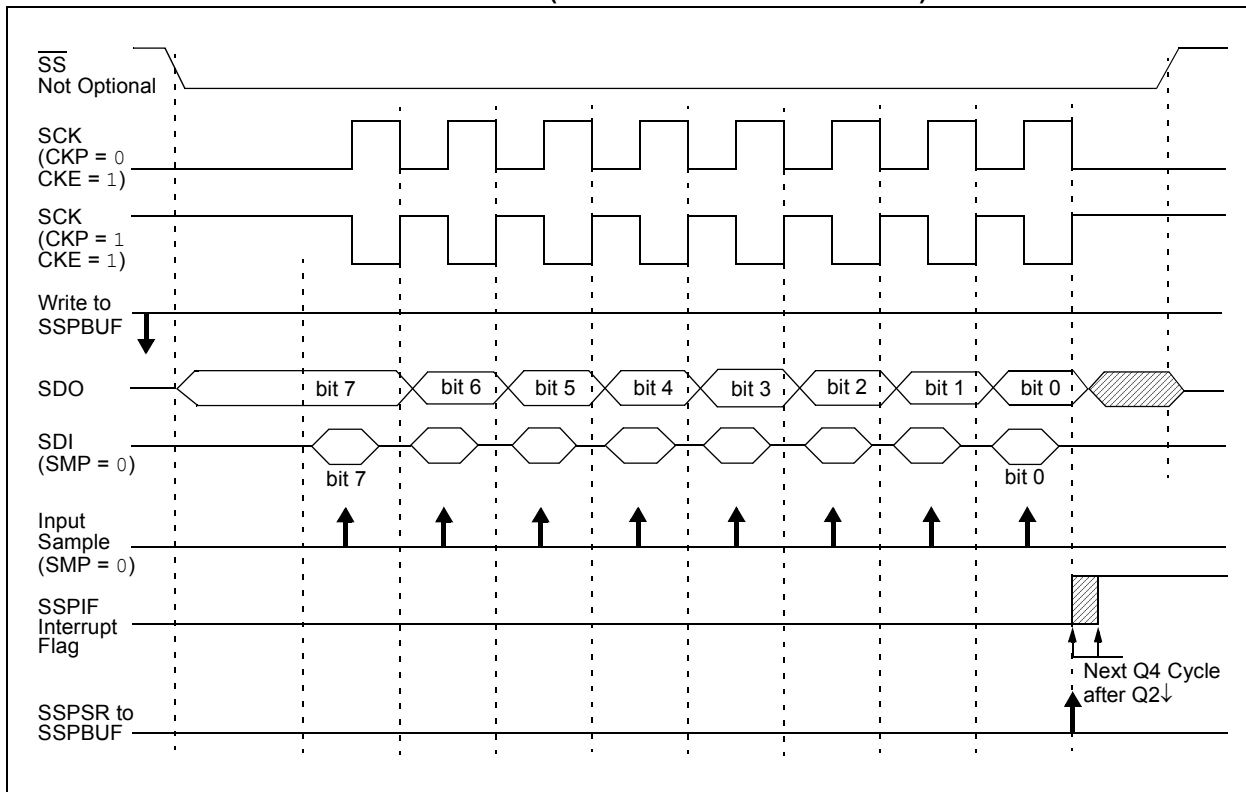 SS
Not Optional
SCK
(CKP = 0
CKE = 1)
SCK
(CKP = 1
CKE = 1)
Write to
SSPBUF
SDO
bit 7 bit 6 bit 5 bit 4 bit 3 bit 2 bit 1 bit 0
SDI
(SMP = 0)
bit 7 bit 0
Input
Sample
(SMP = 0)
SSPIF
Interrupt
Flag
Next Q4 Cycle
after Q2↓
SSPSR to
SSPBUF